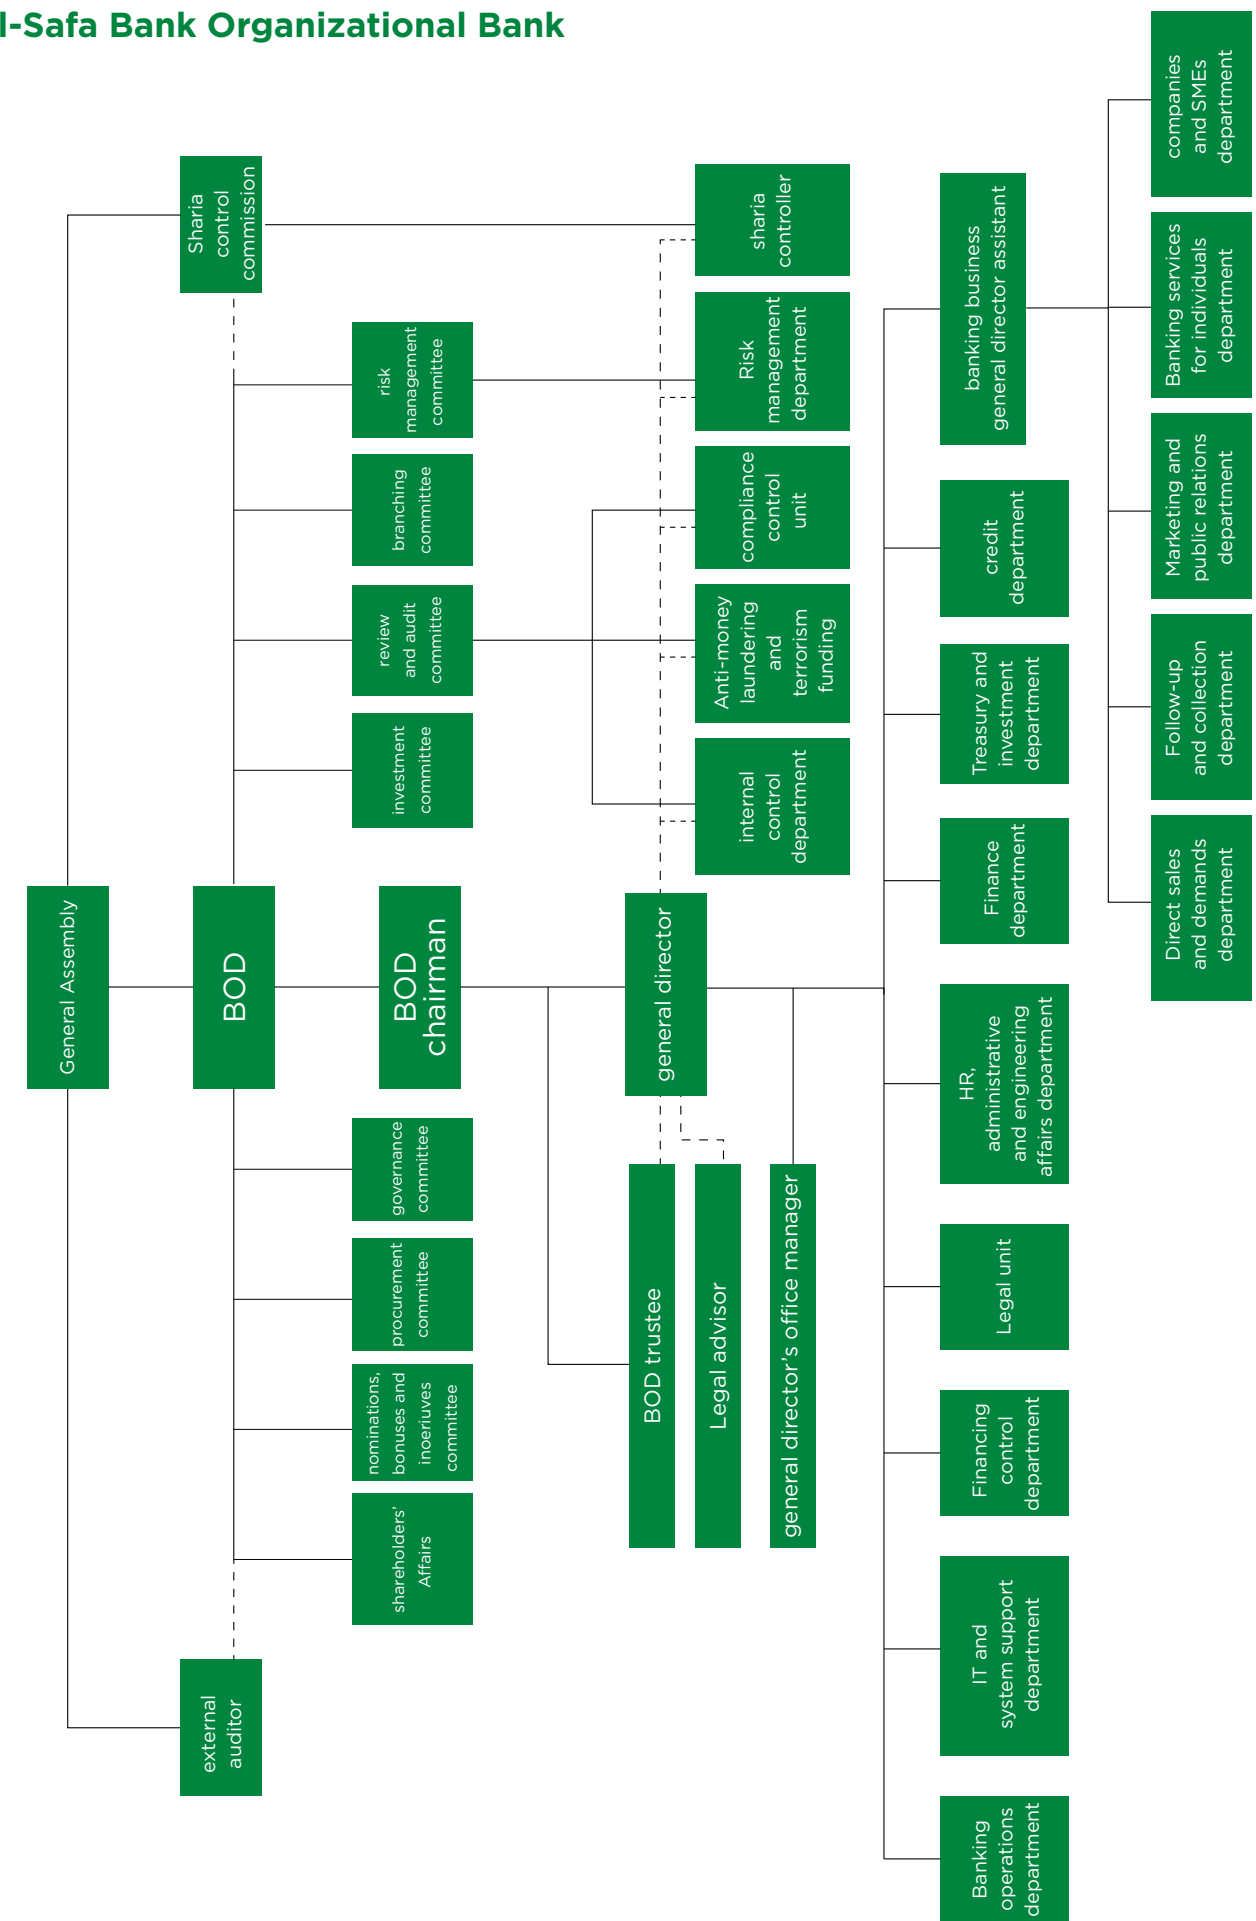 l-Safa Bank Organizational Bank
General Assembly
external
auditor
BOD
Sharia
control
commission
shareholders'
Affairs
nominations,
bonuses and
inoeriuves
committee
procurement
committee
governance
committee
BOD
chairman
investment
committee
review
and audit
committee
branching
committee
risk
management
committee
BOD trustee
Legal advisor
general director's office manager
general director
internal
control
department
Anti-money
laundering
and
terrorism
funding
compliance
control
unit
Risk
management
department
sharia
controller
Banking
operations
department
IT and
system support
department
Financing
control
department
Legal unit
HR,
administrative
and engineering
affairs department
Finance
department
Treasury and
investment
department
credit
department
banking business
general director assistant
Direct sales
and demands
department
Follow-up
and collection
department
Marketing and
public relations
department
Banking services
for individuals
department
companies
and SMEs
department